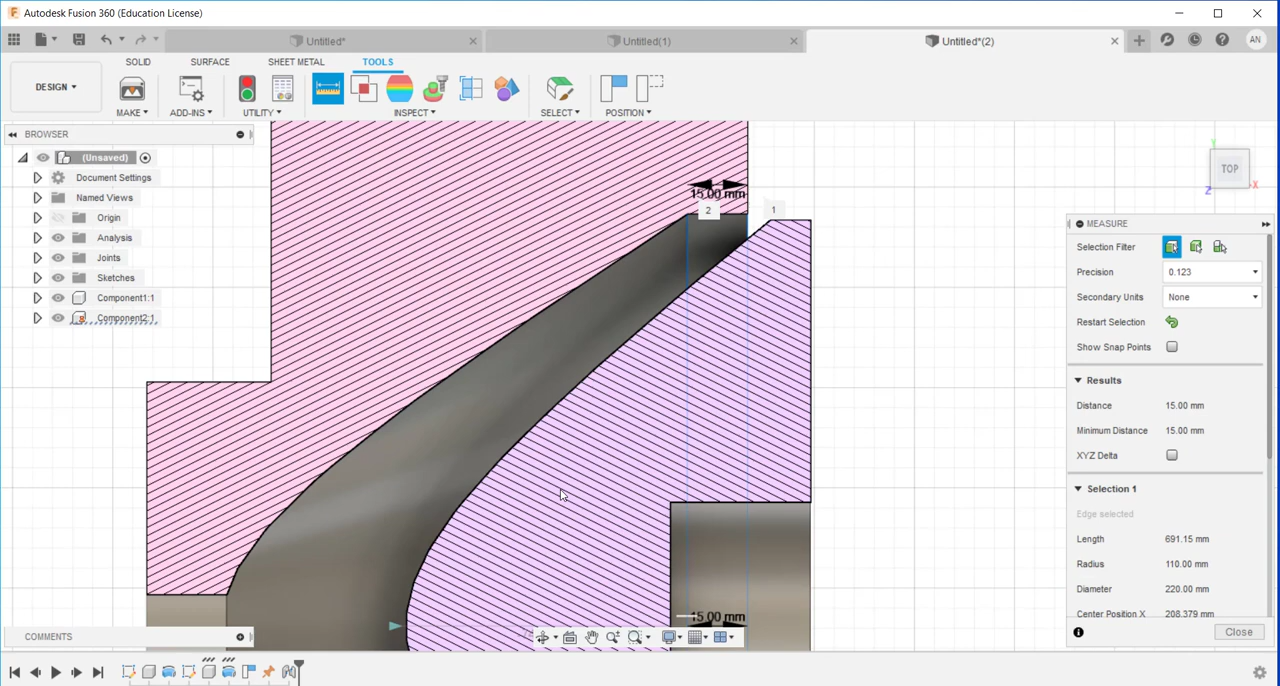 Autodesk Fusion 360 (Education License)
Untitled*
Untitled(1)
Untitled*(2)
AN
DESIGN
SOLID
SURFACE
SHEET METAL
TOOLS
MAKE
ADD-INS
UTILITY
INSPECT
SELECT
POSITION
BROWSER
(Unsaved)
Document Settings
Named Views
Origin
Analysis
Joints
Sketches
Component1:1
Component2:1
15.00 mm
2
1
15.00 mm
Y
TOP
X
Z
MEASURE
Selection Filter
Precision 0.123
Secondary Units None
Restart Selection
Show Snap Points
Results
Distance 15.00 mm
Minimum Distance 15.00 mm
XYZ Delta
Selection 1
Edge selected
Length 691.15 mm
Radius 110.00 mm
Diameter 220.00 mm
Center Position X 208.379 mm
Close
COMMENTS